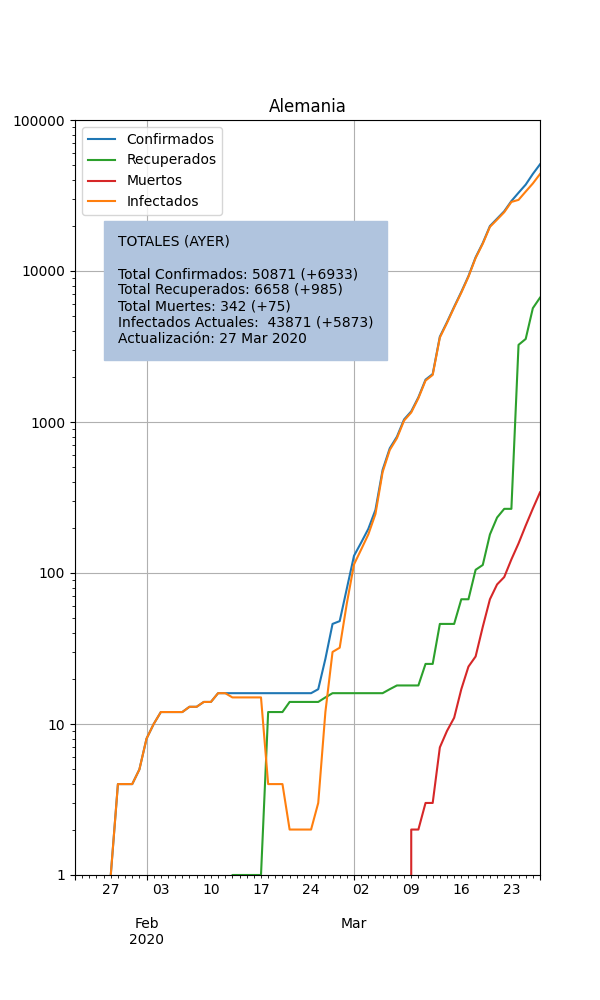 Alemania
100000
Confirmados
Recuperados
Muertos
Infectados
TOTALES (AYER)
Total Confirmados: 50871 (+6933)
Total Recuperados: 6658 (+985)
Total Muertes: 342 (+75)
Infectados Actuales:  43871 (+5873)
Actualización: 27 Mar 2020
10000
1000
100
10
1
27 03 10 17 24 02 09 16 23
Feb Mar
2020